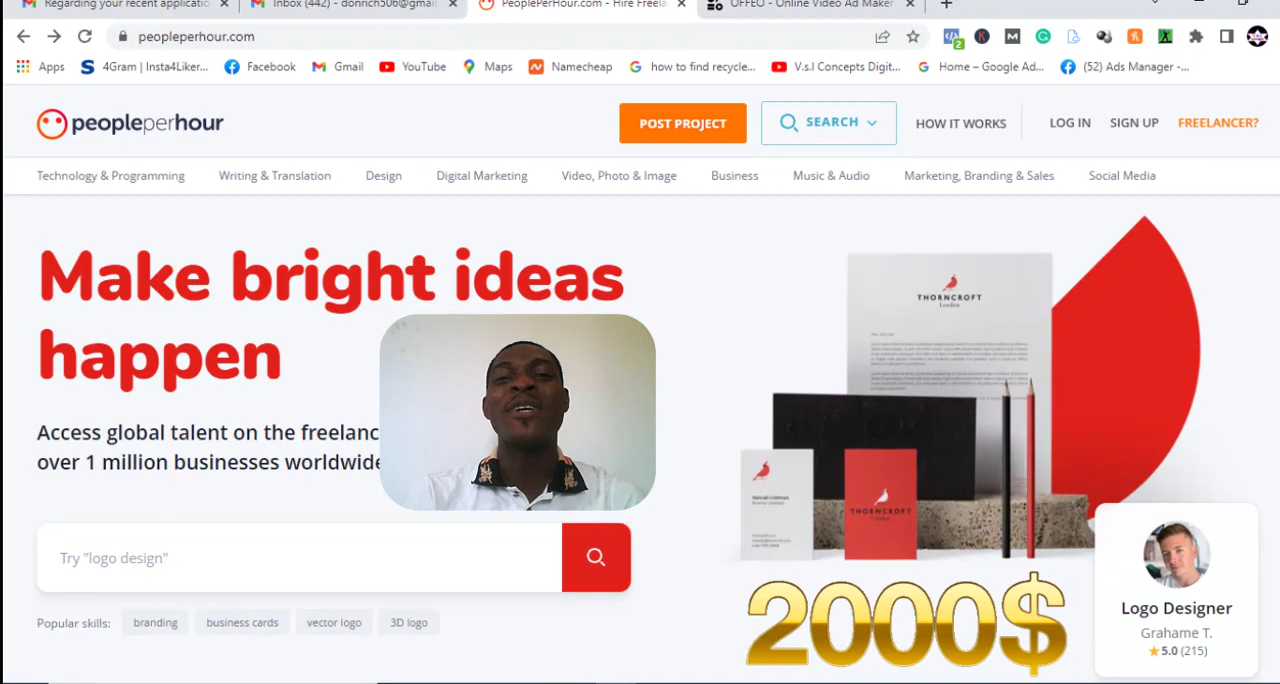 Regarding your recent applicatio
Inbox (442) - donrich506@gmail.
PeoplePerHour.com - Hire Freela
OFFEO - Online Video Ad Maker
peopleperhour.com
2
Apps
4Gram | Insta4Liker...
Facebook
Gmail
YouTube
Maps
Namecheap
how to find recycle...
V.s.l Concepts Digit...
Home – Google Ad...
(52) Ads Manager -...
peopleperhour
POST PROJECT
SEARCH
HOW IT WORKS
LOG IN
SIGN UP
FREELANCER?
Technology & Programming
Writing & Translation
Design
Digital Marketing
Video, Photo & Image
Business
Music & Audio
Marketing, Branding & Sales
Social Media
Make bright ideas
happen
Access global talent on the freelanc
over 1 million businesses worldwide
Try "logo design"
Popular skills:
branding
business cards
vector logo
3D logo
THORNCROFT
London
THORNCROFT
London
2000$
Logo Designer
Grahame T.
5.0 (215)